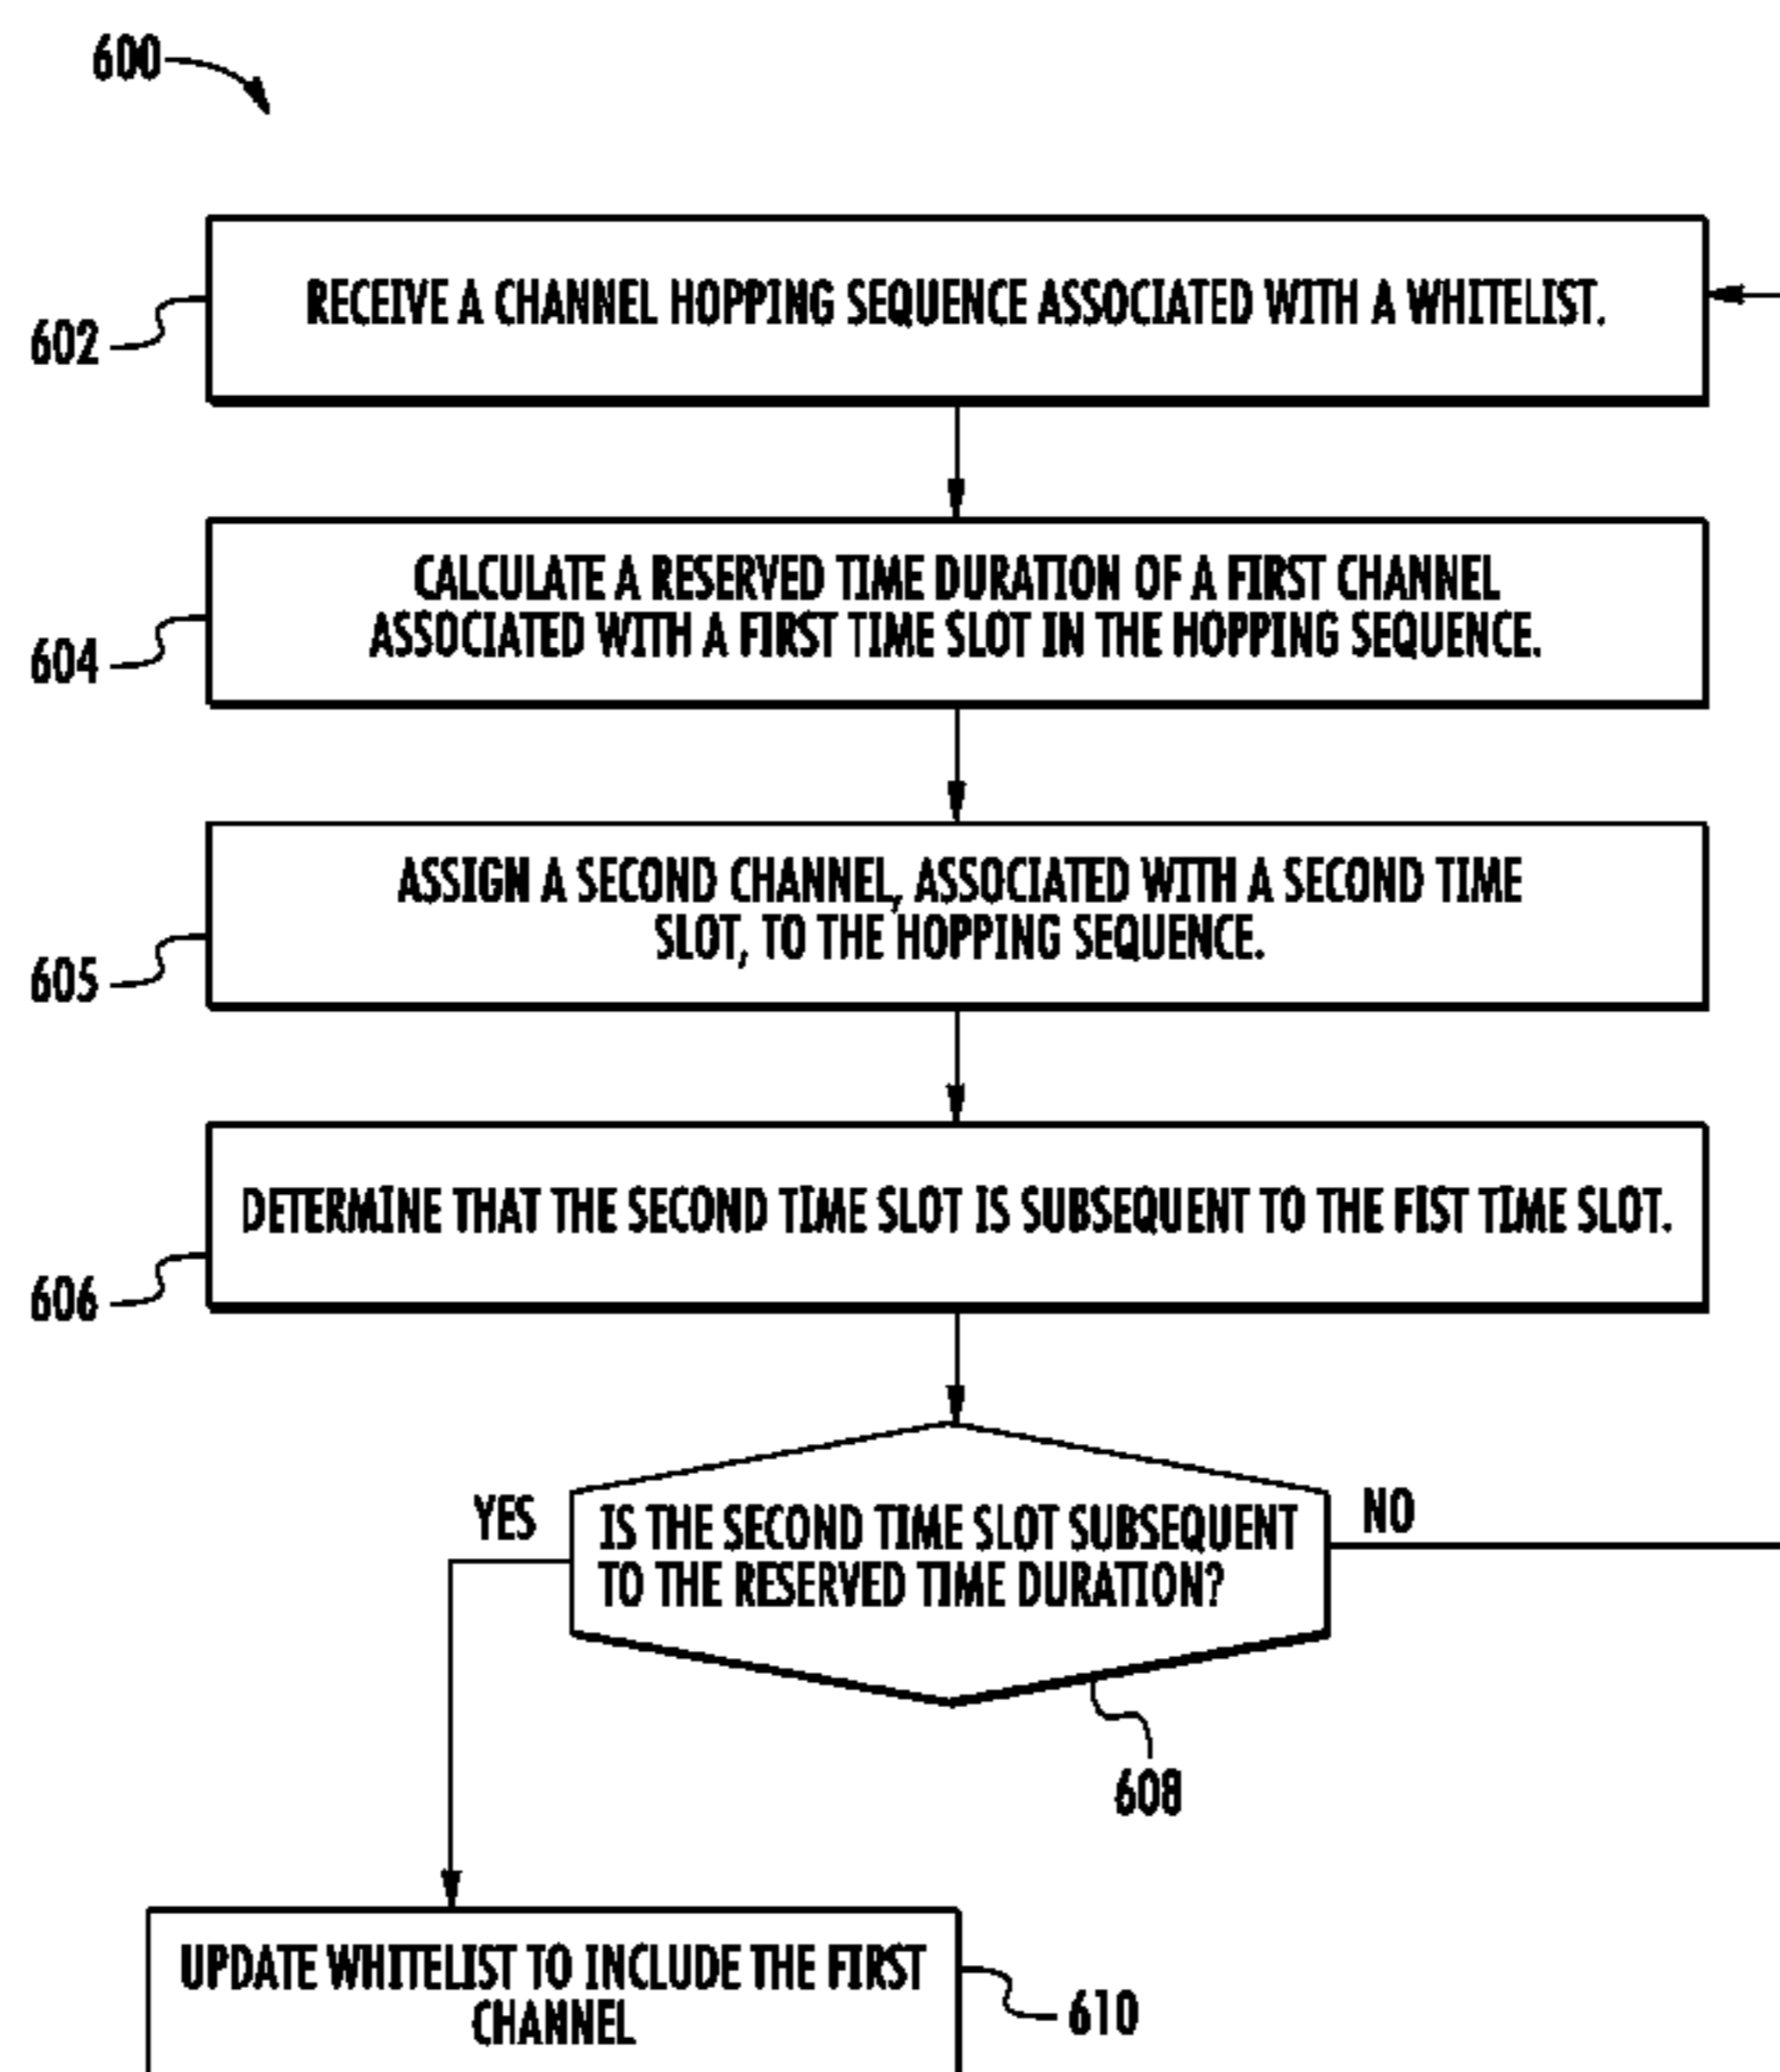 600
RECEIVE A CHANNEL HOPPING SEQUENCE ASSOCIATED WITH A WHITELIST.
602
CALCULATE A RESERVED TIME DURATION OF A FIRST CHANNEL
ASSOCIATED WITH A FIRST TIME SLOT IN THE HOPPING SEQUENCE.
604
ASSIGN A SECOND CHANNEL, ASSOCIATED WITH A SECOND TIME
SLOT, TO THE HOPPING SEQUENCE.
605
DETERMINE THAT THE SECOND TIME SLOT IS SUBSEQUENT TO THE FIST TIME SLOT.
606
YES
IS THE SECOND TIME SLOT SUBSEQUENT
TO THE RESERVED TIME DURATION?
NO
608
UPDATE WHITELIST TO INCLUDE THE FIRST
CHANNEL
610